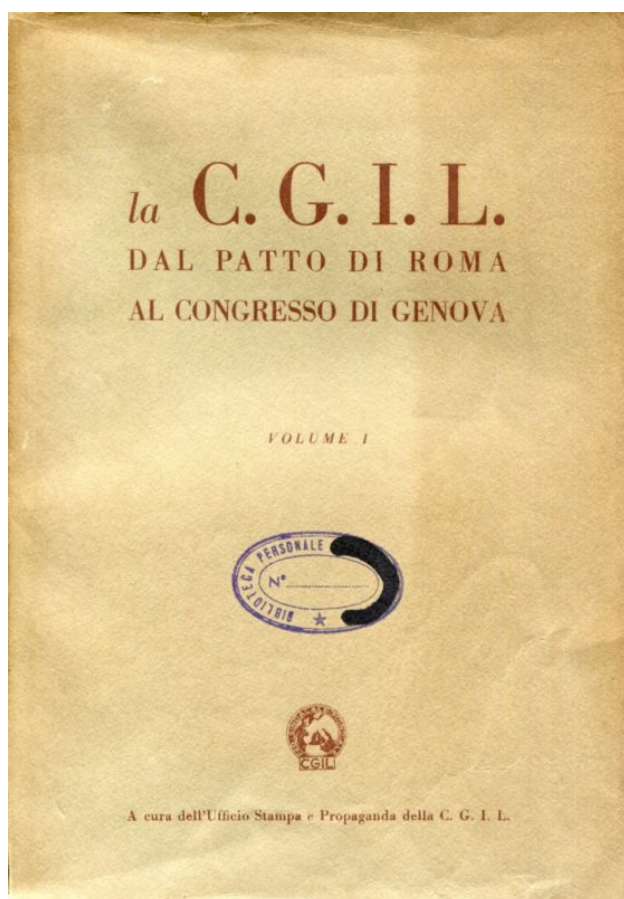 la C. G. I. L.
DAL PATTO DI ROMA
AL CONGRESSO DI GENOVA
VOLUME I
BIBLIOTECA PERSONALE
N°
CGIL
A cura dell'Ufficio Stampa e Propaganda della C. G. I. L.